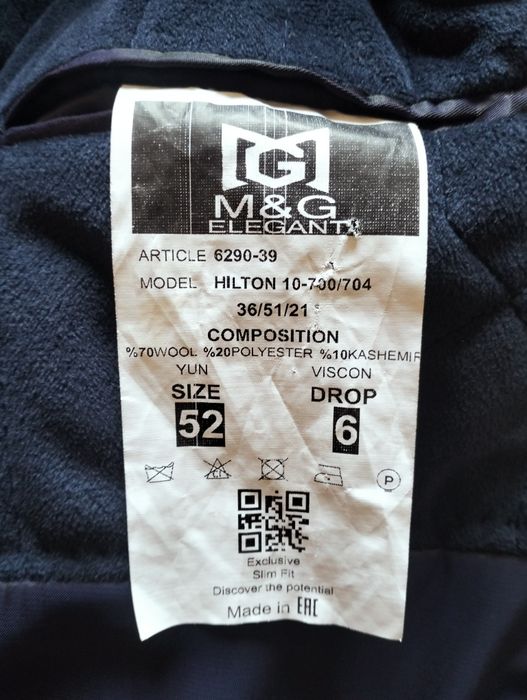 MG
M&G
ELEGANT
ARTICLE 6290-39
MODEL HILTON 10-700/704
36/51/21
COMPOSITION
%70WOOL %20POLYESTER %10KASHEMIR
YUN VISCON
SIZE DROP
52 6
CL P
Exclusive
Slim Fit
Discover the potential
Made in EAC